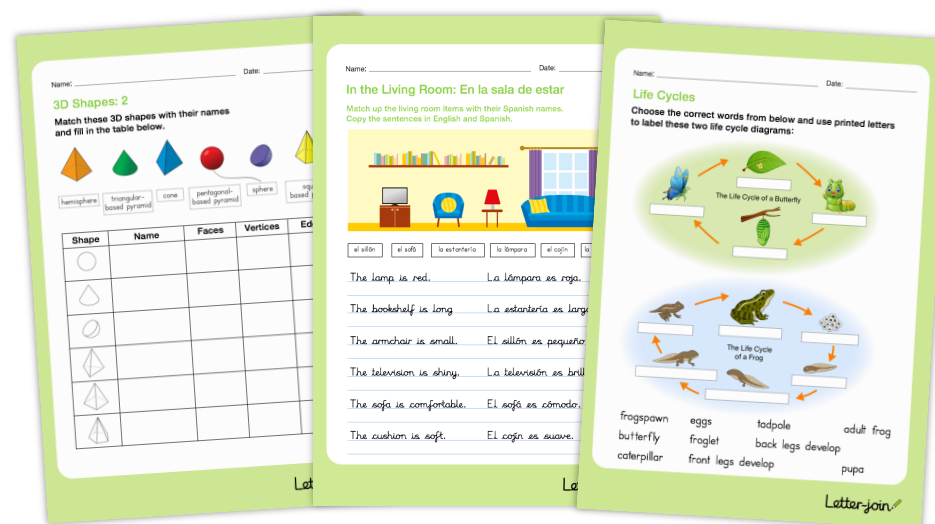 Name:
Date:
3D Shapes: 2
Match these 3D shapes with their names
and fill in the table below.
hemisphere
triangular-
based pyramid
cone
pentagonal-
based pyramid
sphere
Shape
Name
Faces
Vertices
Name:
Date:
In the Living Room: En la sala de estar
Match up the living room items with their Spanish names.
Copy the sentences in English and Spanish.
el sillón
el sofá
la estantería
la lámpara
el cojín
la
The lamp is red.
La lámpara es roja.
The bookshelf is long
La estantería es
The armchair is small.
El sillón es pequeño
The television is shiny.
La televisión es
The sofa is comfortable.
El sofá es cómodo.
The cushion is soft.
El cojín es suave.
Name:
Date:
Life Cycles
Choose the correct words from below and use printed letters
to label these two life cycle diagrams:
The Life Cycle of a Butterfly
The Life Cycle
of a Frog
frogspawn
eggs
tadpole
adult frog
butterfly
froglet
back legs develop
caterpillar
front legs develop
pupa
Letter-join